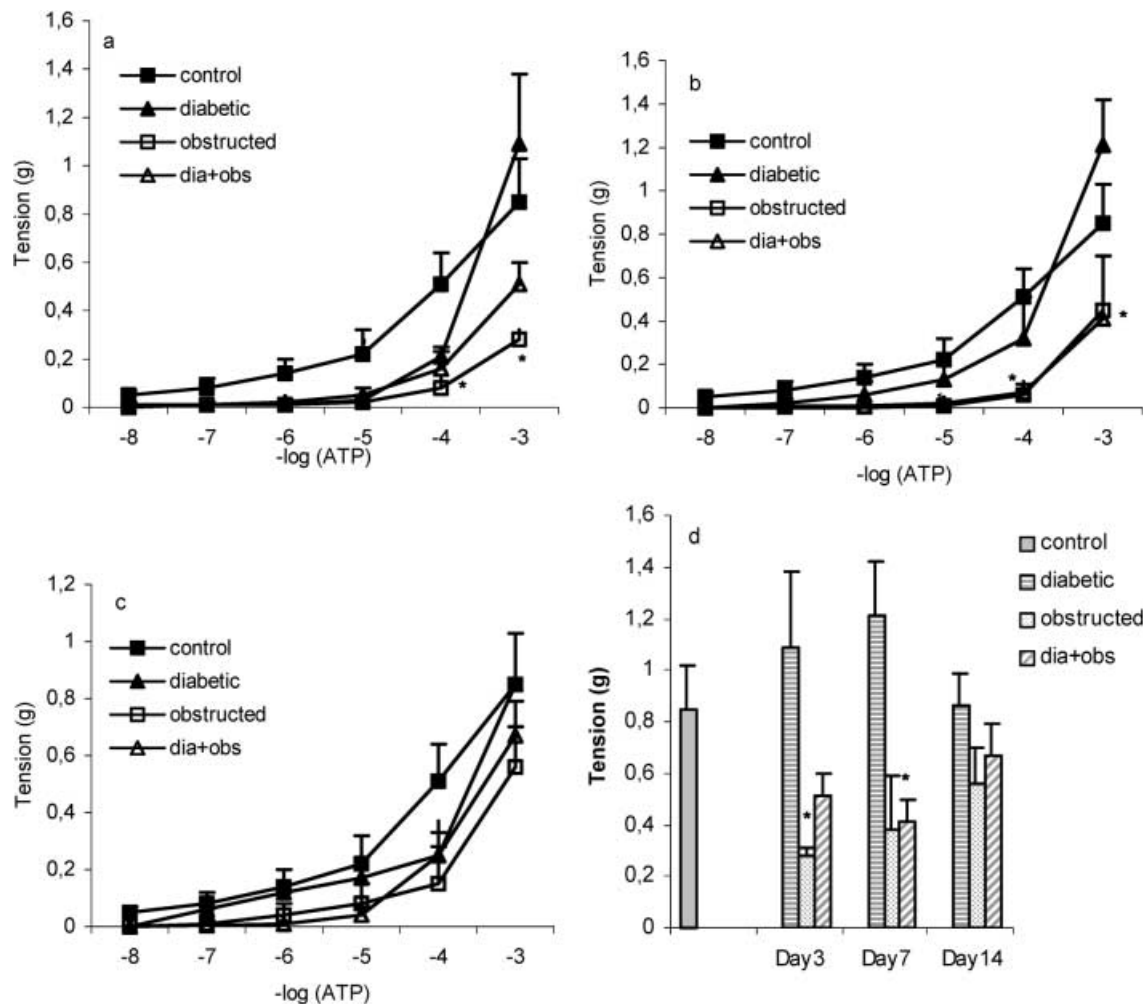 a
1,6
1,4
1,2
1
0,8
0,6
0,4
0,2
0
Tension (g)
control
diabetic
obstructed
dia+obs
*
*
-8 -7 -6 -5 -4 -3
-log (ATP)
b
1,6
1,4
1,2
1
0,8
0,6
0,4
0,2
0
Tension (g)
control
diabetic
obstructed
dia+obs
*
*
-8 -7 -6 -5 -4 -3
-log (ATP)
c
1,2
1
0,8
0,6
0,4
0,2
0
Tension (g)
control
diabetic
obstructed
dia+obs
-8 -7 -6 -5 -4 -3
-log (ATP)
d
1,6
1,4
1,2
1
0,8
0,6
0,4
0,2
0
Tension (g)
control
diabetic
obstructed
dia+obs
*
*
Day3 Day7 Day14